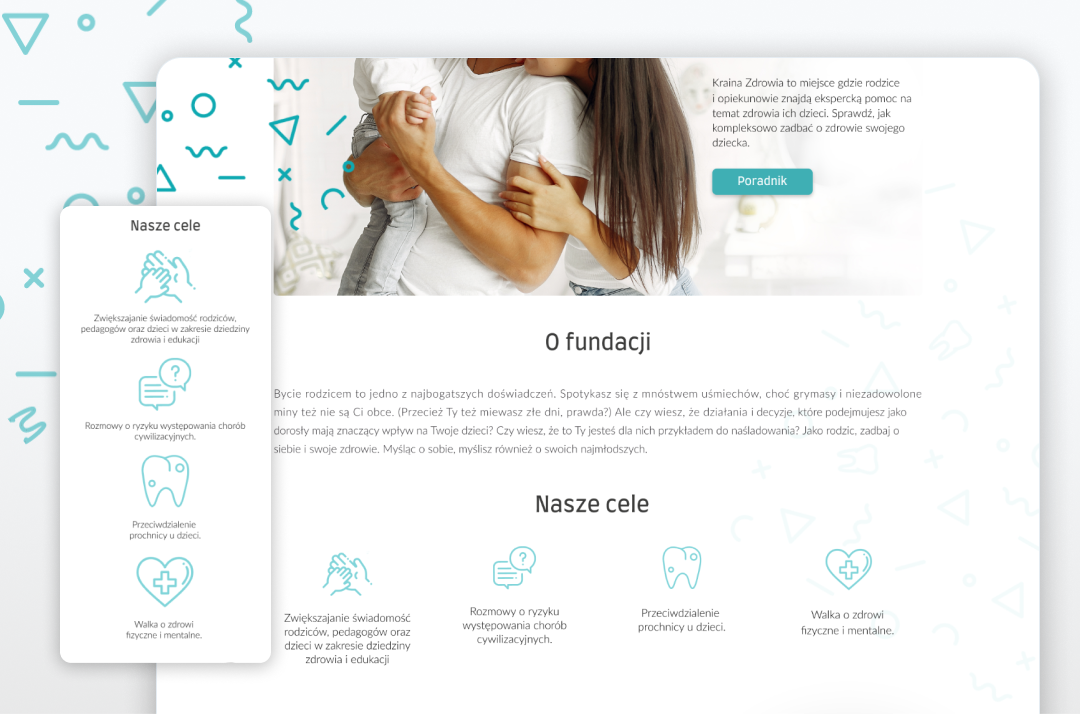 Kraina Zdrowia to miejsce gdzie rodzice
i opiekunowie znajdą ekspercką pomoc na
temat zdrowia ich dzieci. Sprawdź, jak
kompleksowo zadbać o zdrowie swojego
dziecka.
Poradnik
Nasze cele
Zwiększajanie świadomość rodziców,
pedagogów oraz dzieci w zakresie dziedziny
zdrowia i edukacji
Rozmowy o ryzyku występowania chorób
cywilizacyjnych.
Przeciwdzialenie
prochnicy u dzieci.
Walka o zdrowi
fizyczne i mentalne.
O fundacji
Bycie rodzicem to jedno z najbogatszych doświadczeń. Spotykasz się z mnóstwem uśmiechów, choć grymasy i niezadowolone
miny też nie są Ci obce. (Przecież Ty też miewasz złe dni, prawda?) Ale czy wiesz, że działania i decyzje, które podejmujesz jako
dorosły mają znaczący wpływ na Twoje dzieci? Czy wiesz, że to Ty jesteś dla nich przykładem do naśladowania? Jako rodzic, zadbaj o
siebie i swoje zdrowie. Myśląc o sobie, myślisz również o swoich najmłodszych.
Nasze cele
Zwiększajanie świadomość
rodziców, pedagogów oraz
dzieci w zakresie dziedziny
zdrowia i edukacji
Rozmowy o ryzyku
występowania chorób
cywilizacyjnych.
Przeciwdzialenie
prochnicy u dzieci.
Walka o zdrowi
fizyczne i mentalne.